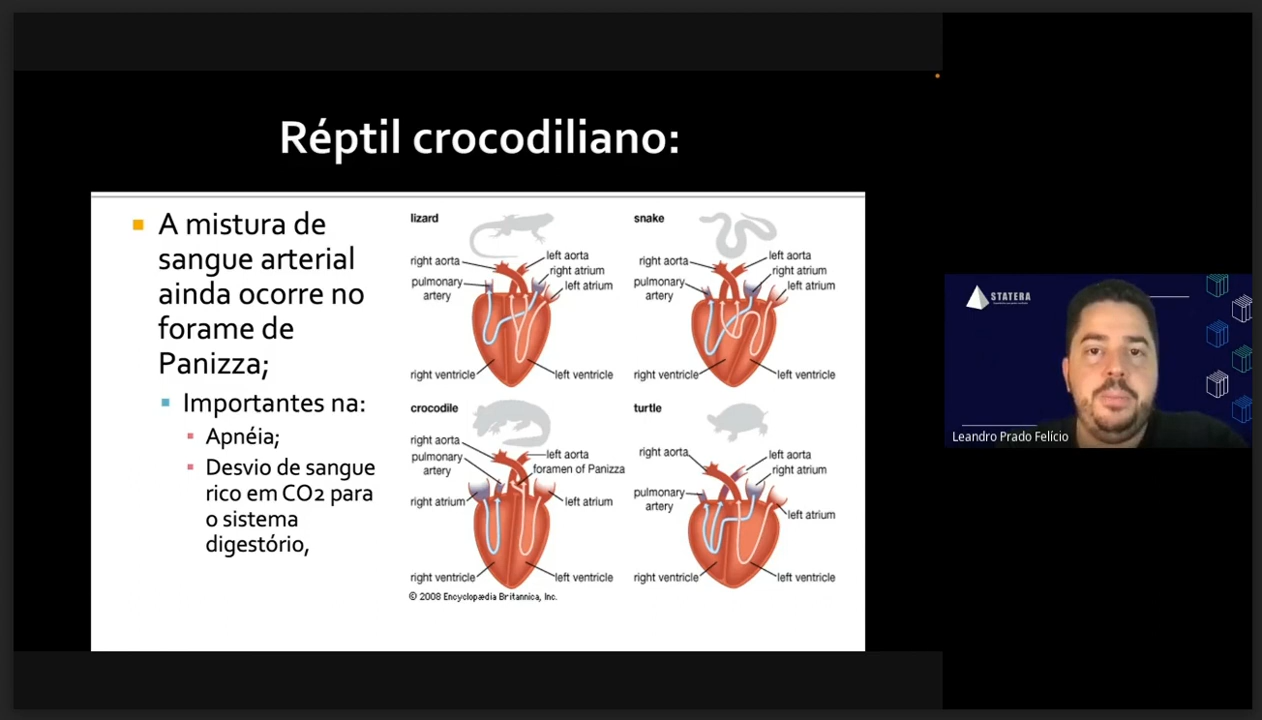 Réptil crocodiliano:
A mistura de
sangue arterial
ainda ocorre no
forame de
Panizza;
Importantes na:
Apnéia;
Desvio de sangue
rico em CO2 para
o sistema
digestório,
lizard
right aorta
left aorta
right atrium
pulmonary
artery
left atrium
right ventricle
left ventricle
snake
right aorta
left aorta
right atrium
pulmonary
artery
left atrium
right ventricle
left ventricle
crocodile
right aorta
pulmonary
artery
left aorta
foramen of Panizza
right atrium
left atrium
right ventricle
left ventricle
turtle
right aorta
left aorta
right atrium
pulmonary
artery
left atrium
right ventricle
left ventricle
© 2008 Encyclopædia Britannica, Inc.
STATERA
Leandro Prado Felício